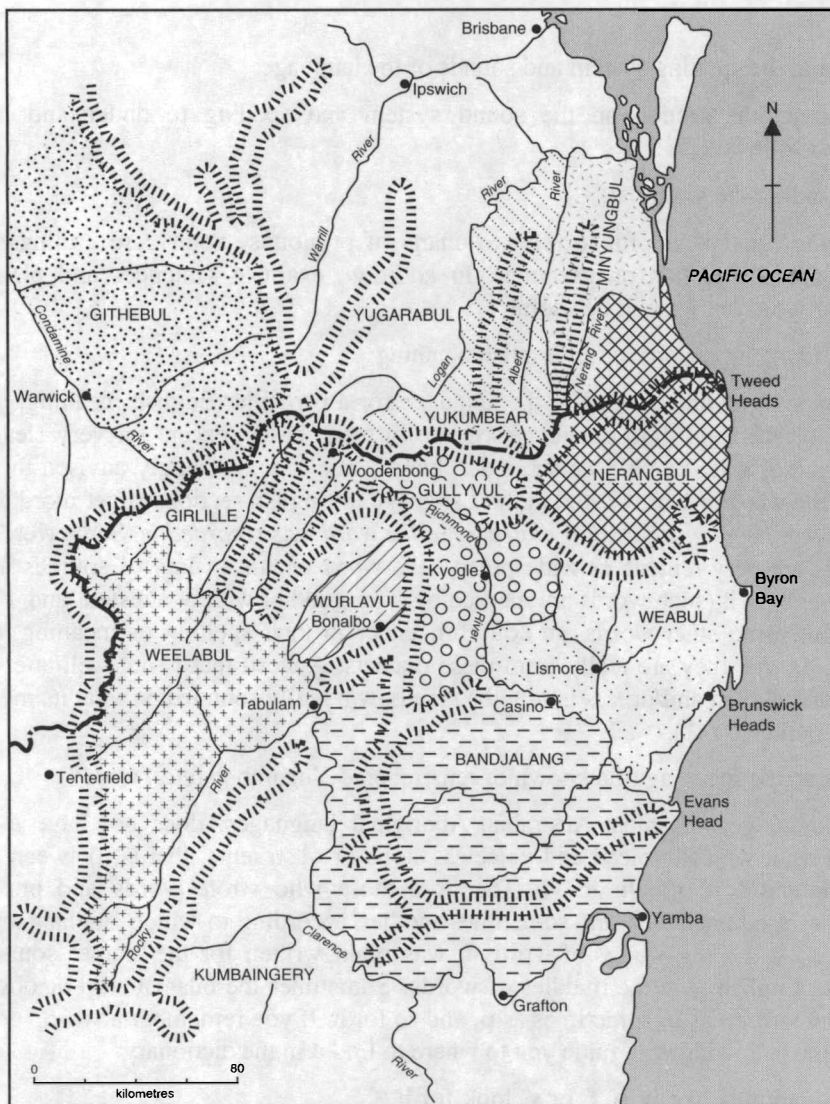 Brisbane
Ipswich
N
River
River
River
Warrill
MINYUNGBUL
PACIFIC OCEAN
GITHEBUL
YUGARABUL
Condamine
Logan
Albert
Nerang River
Warwick
River
YUKUMBEAR
Tweed
Heads
Woodenbong
GULLYVUL
NERANGBUL
GIRLILLE
Richmond
Kyogle
Byron
Bay
WURLAVUL
Bonalbo
WEABUL
WEELABUL
River
Lismore
Tabulam
Casino
Brunswick
Heads
BANDJALANG
Tenterfield
River
Evans
Head
Yamba
Rocky
Clarence
KUMBAINGERY
Grafton
River
0 80
kilometres